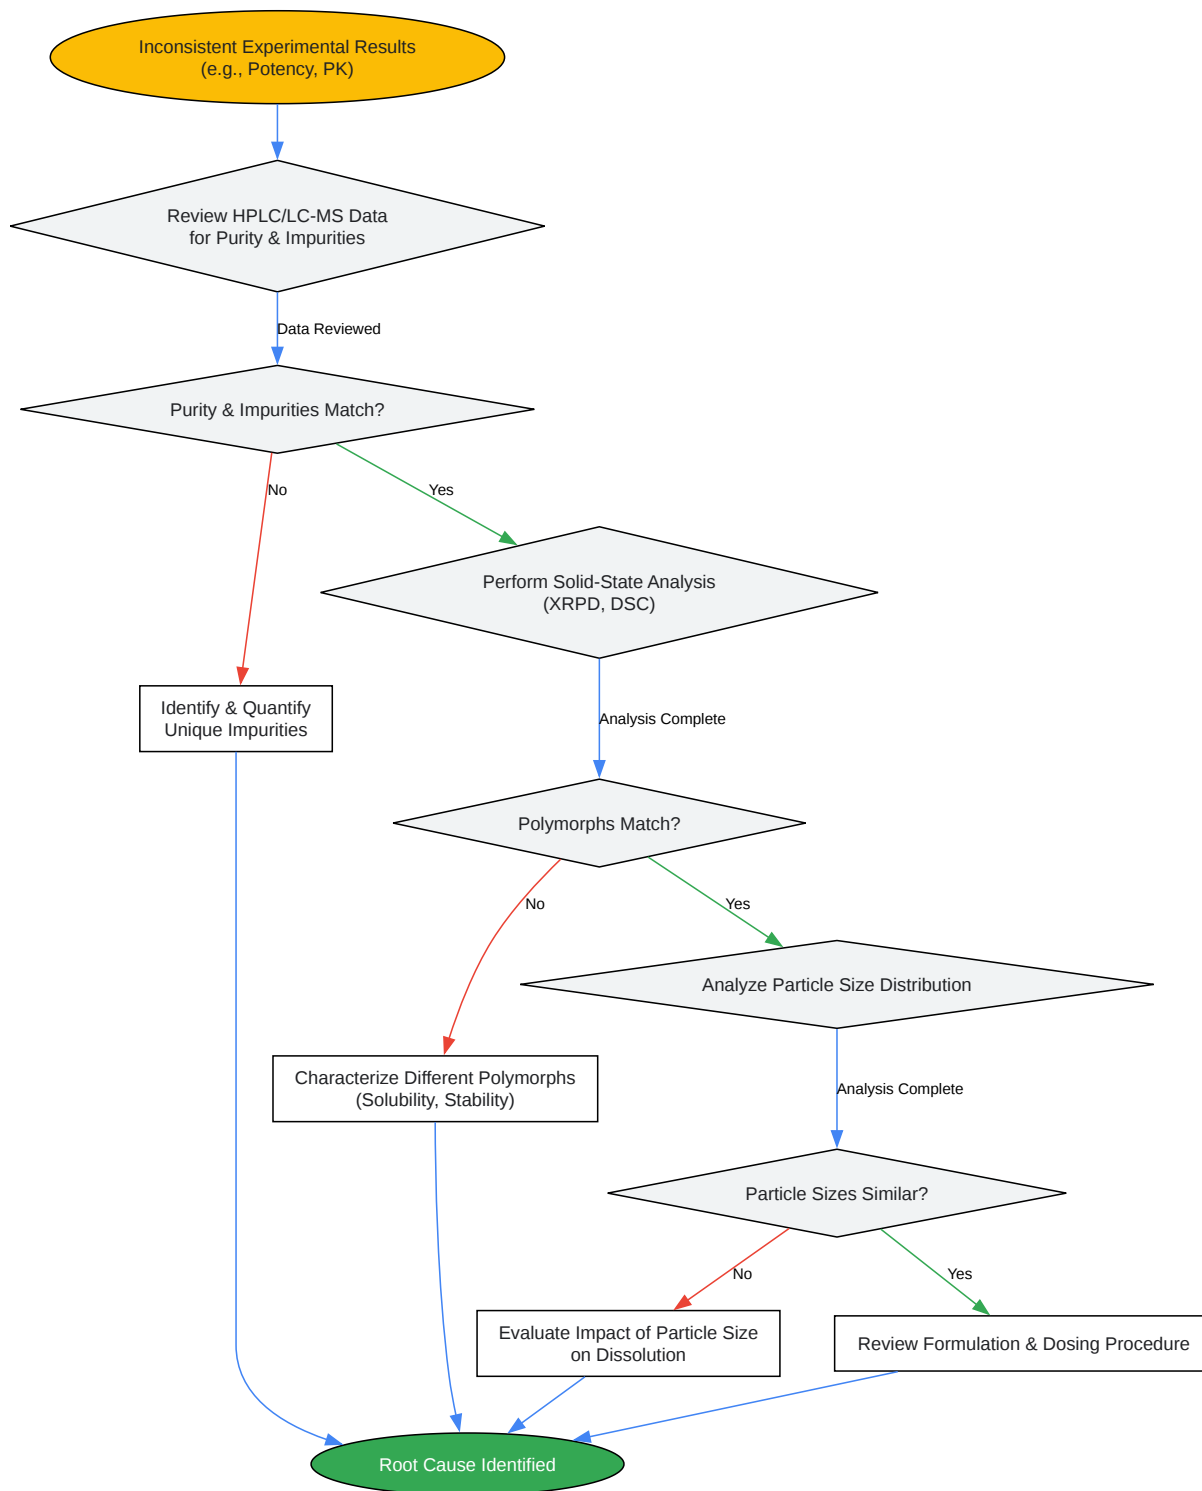 Inconsistent Experimental Results
(e.g., Potency, PK)
Review HPLC/LC-MS Data
for Purity & Impurities
Data Reviewed
Purity & Impurities Match?
No
Yes
Perform Solid-State Analysis
(XRPD, DSC)
Identify & Quantify
Unique Impurities
Analysis Complete
Polymorphs Match?
No
Yes
Analyze Particle Size Distribution
Characterize Different Polymorphs
(Solubility, Stability)
Analysis Complete
Particle Sizes Similar?
No
Yes
Evaluate Impact of Particle Size
on Dissolution
Review Formulation & Dosing Procedure
Root Cause Identified